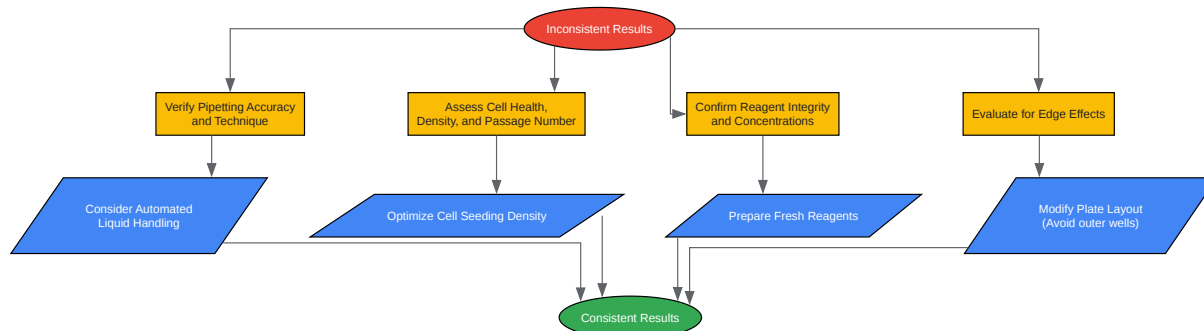 Inconsistent Results
Verify Pipetting Accuracy
and Technique
Assess Cell Health,
Density, and Passage Number
Confirm Reagent Integrity
and Concentrations
Evaluate for Edge Effects
Consider Automated
Liquid Handling
Optimize Cell Seeding Density
Prepare Fresh Reagents
Modify Plate Layout
(Avoid outer wells)
Consistent Results